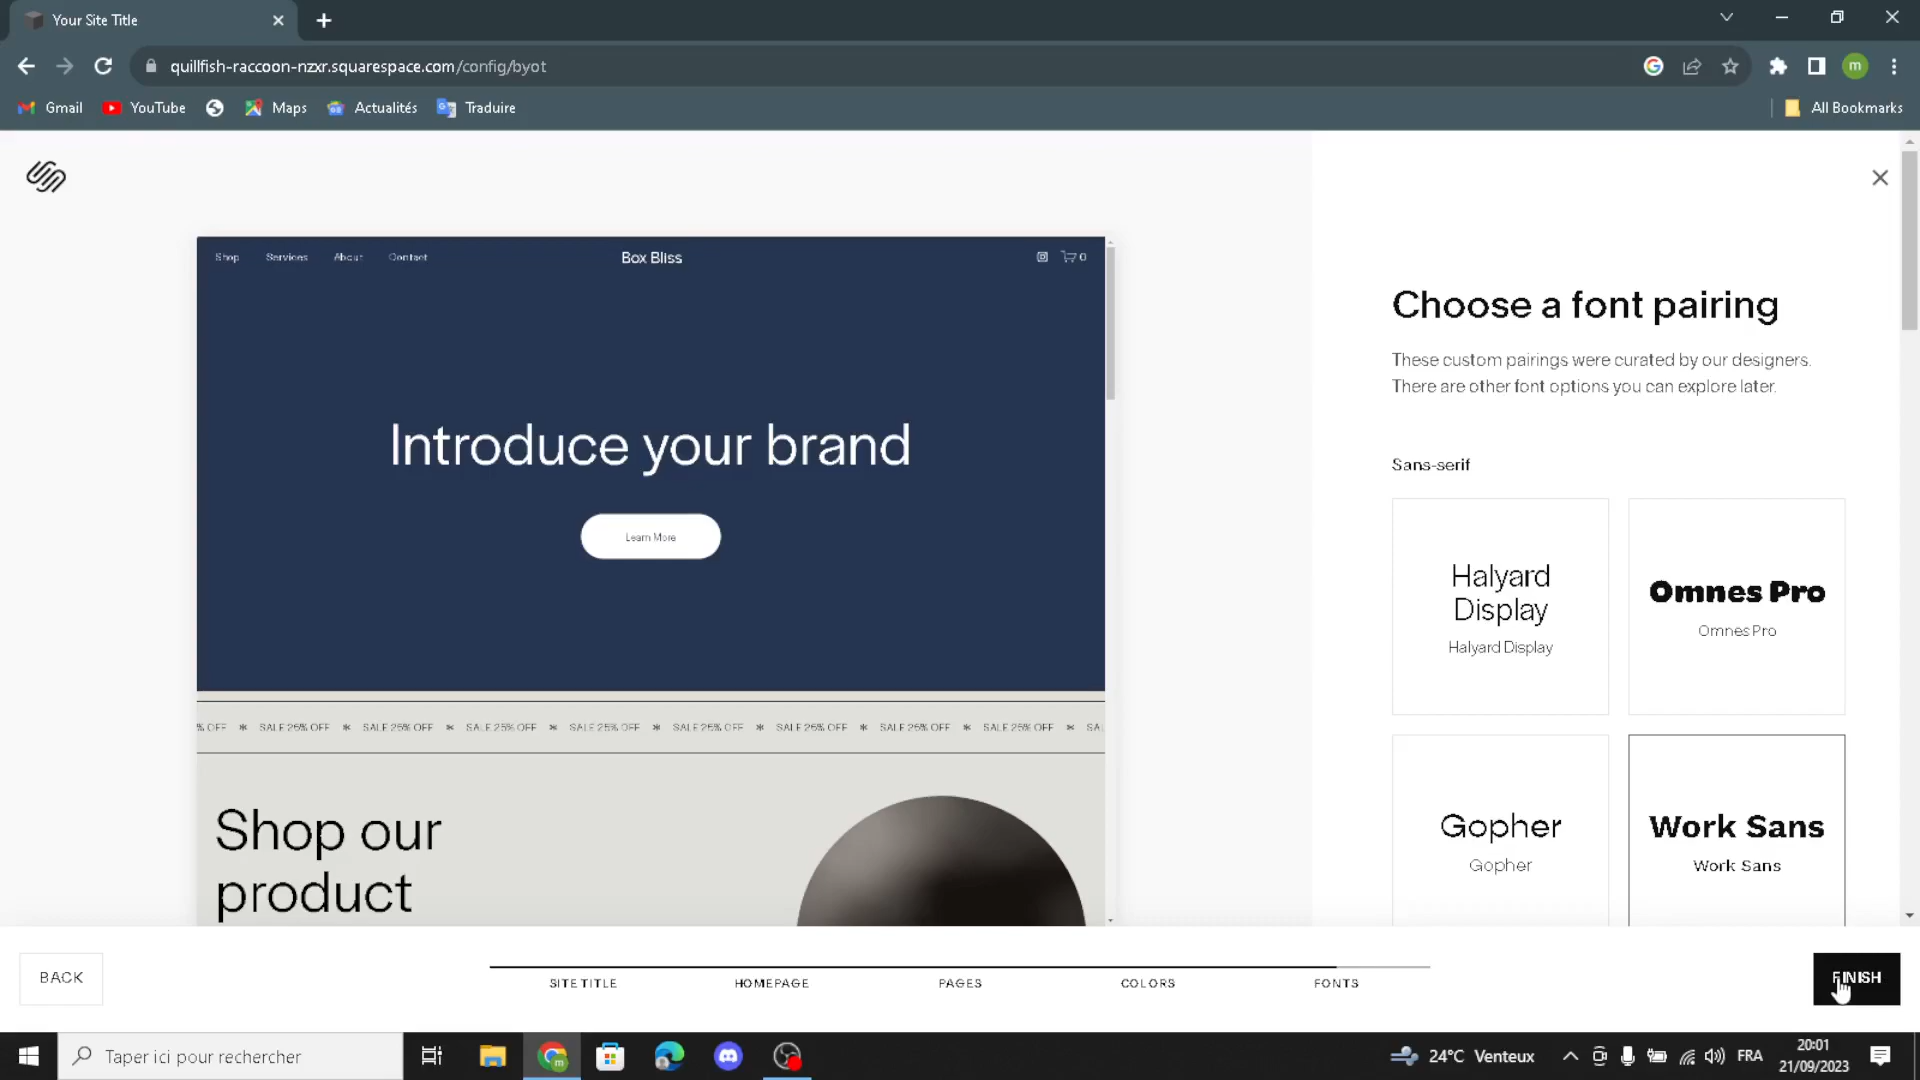 Your Site Title
quillfish-raccoon-nzxr.squarespace.com/config/byot
m
Gmail
YouTube
Maps
Actualités
Traduire
All Bookmarks
Shop
Services
About
Contact
Box Bliss
0
Introduce your brand
Learn More
% OFF * SALE 25% OFF * SALE 25% OFF * SALE 25% OFF * SALE 25% OFF * SALE 25% OFF * SALE 25% OFF * SALE 25% OFF * SALE 25% OFF * SAL
Shop our
product
Choose a font pairing
These custom pairings were curated by our designers.
There are other font options you can explore later.
Sans-serif
Halyard
Display
Halyard Display
Omnes Pro
Omnes Pro
Gopher
Gopher
Work Sans
Work Sans
BACK
SITE TITLE
HOMEPAGE
PAGES
COLORS
FONTS
FINISH
Taper ici pour rechercher
m
24°C Venteux
FRA
20:01
21/09/2023